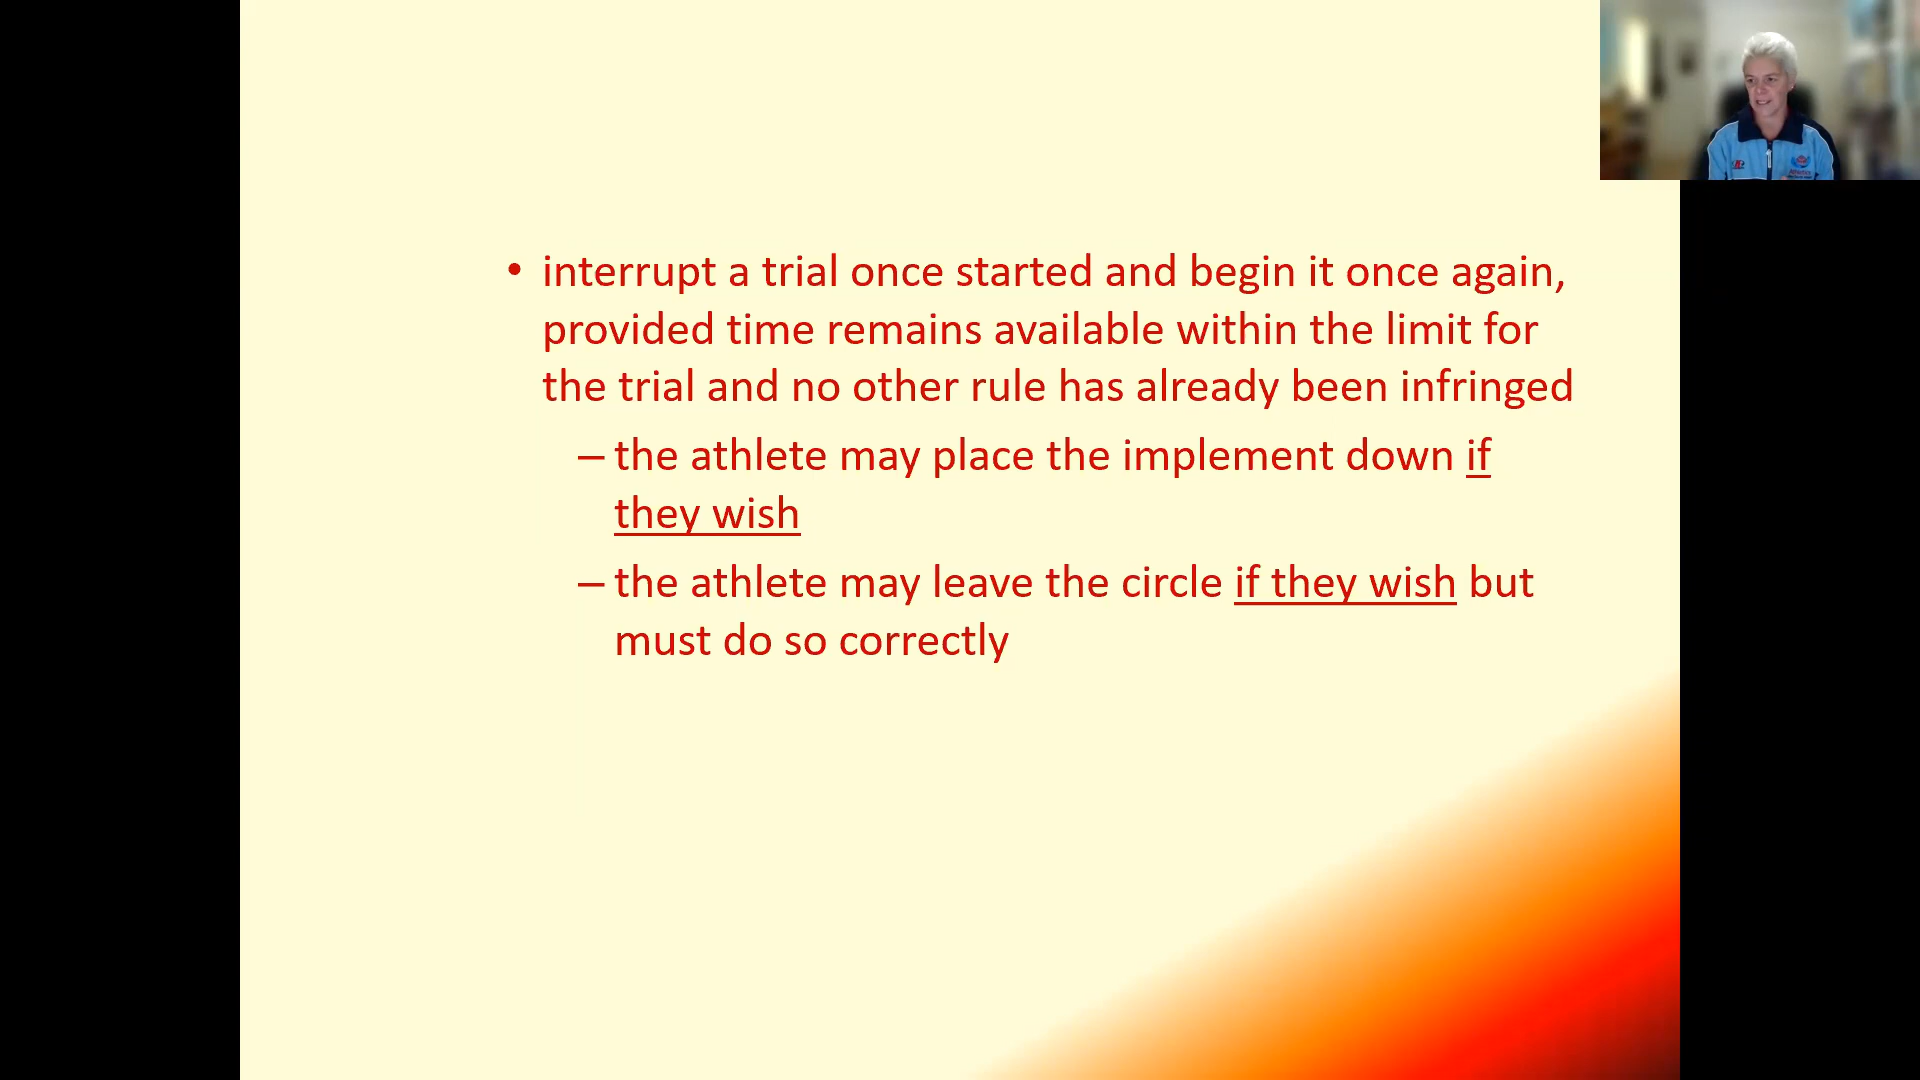 • interrupt a trial once started and begin it once again,
provided time remains available within the limit for
the trial and no other rule has already been infringed
– the athlete may place the implement down if
they wish
– the athlete may leave the circle if they wish but
must do so correctly